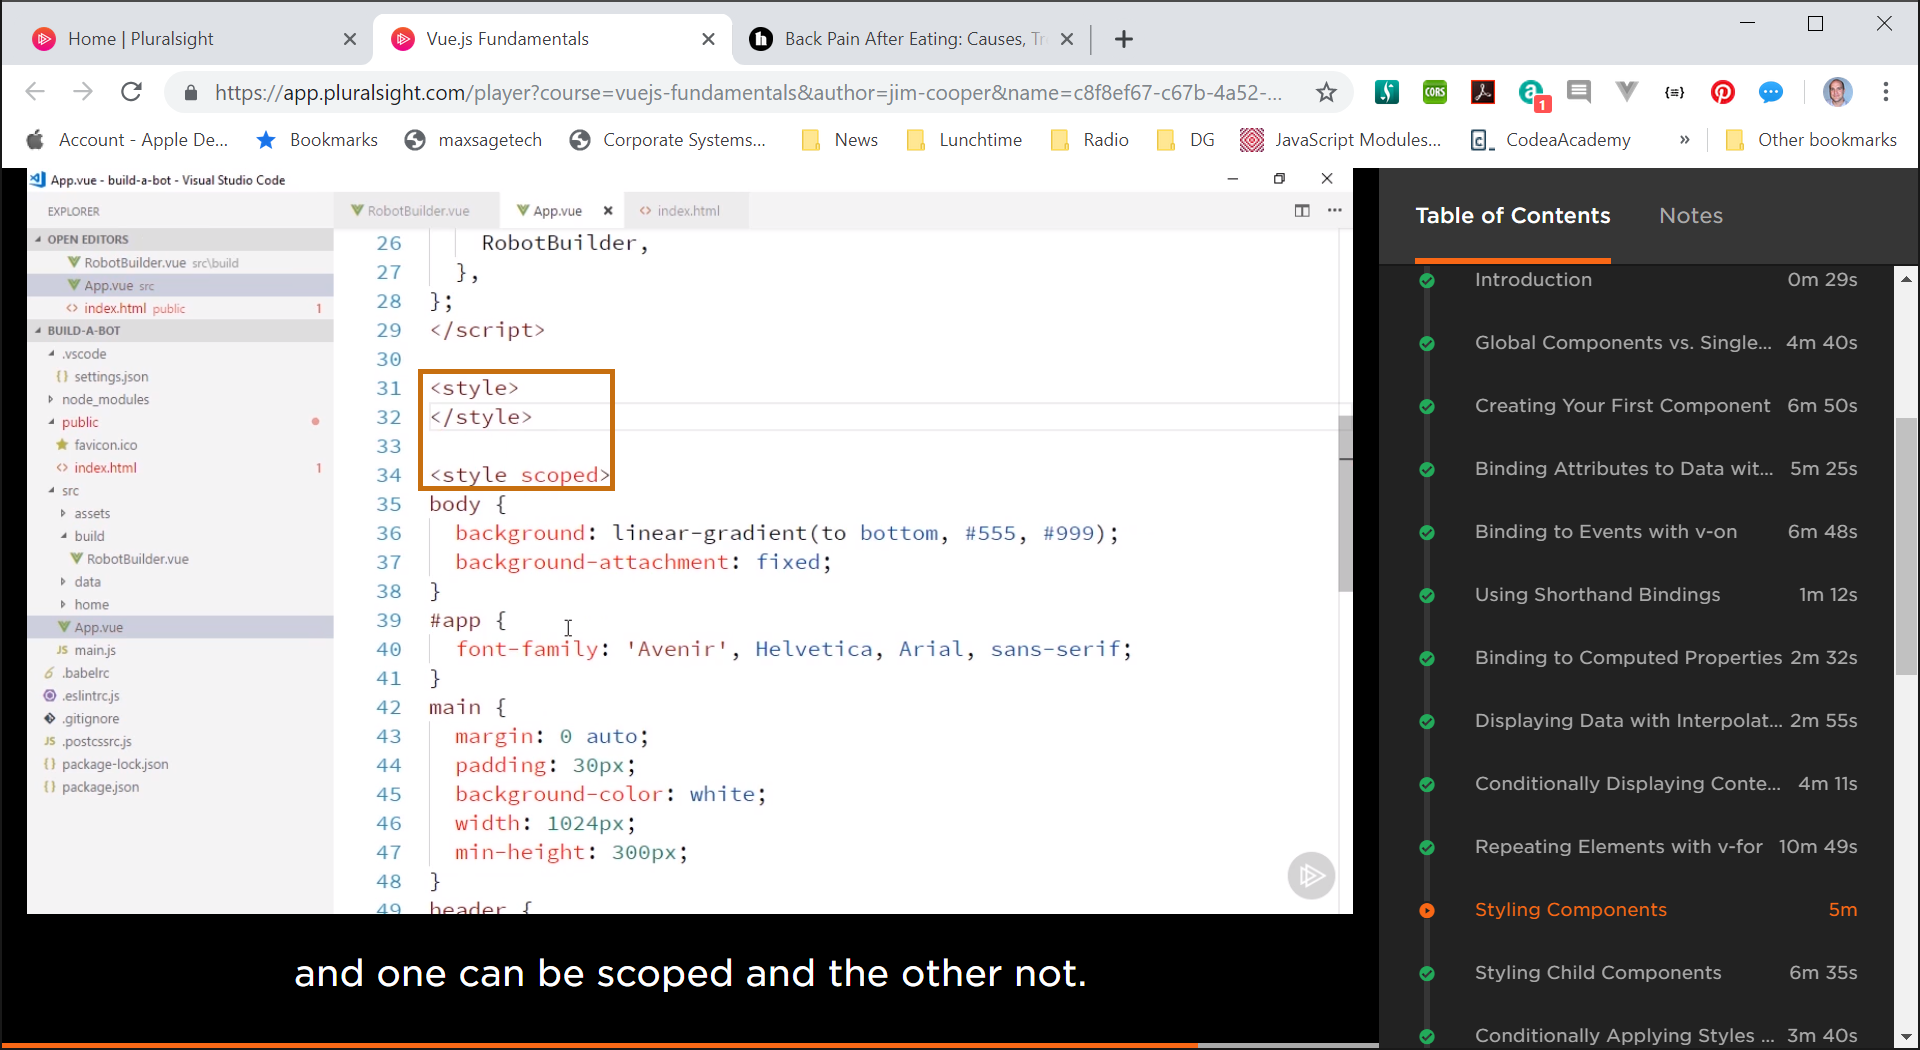 Home | Pluralsight
Vue.js Fundamentals
Back Pain After Eating: Causes, Tr
https://app.pluralsight.com/player?course=vuejs-fundamentals&author=jim-cooper&name=c8f8ef67-c67b-4a52-...
CORS
1
{≡}
Account - Apple De...
Bookmarks
maxsagetech
Corporate Systems...
News
Lunchtime
Radio
DG
JavaScript Modules...
CodeaAcademy
»
Other bookmarks
App.vue - build-a-bot - Visual Studio Code
EXPLORER
OPEN EDITORS
RobotBuilder.vue src\build
App.vue src
index.html public 1
BUILD-A-BOT
.vscode
{} settings.json
node_modules
public
favicon.ico
<> index.html 1
src
assets
build
RobotBuilder.vue
data
home
App.vue
JS main.js
.babelrc
.eslintrc.js
.gitignore
JS .postcssrc.js
{} package-lock.json
{} package.json
RobotBuilder.vue
App.vue
<> index.html
26 RobotBuilder,
27 },
28 };
29 </script>
30
31 <style>
32 </style>
33
34 <style scoped>
35 body {
36 background: linear-gradient(to bottom, #555, #999);
37 background-attachment: fixed;
38 }
39 #app {
40 font-family: 'Avenir', Helvetica, Arial, sans-serif;
41 }
42 main {
43 margin: 0 auto;
44 padding: 30px;
45 background-color: white;
46 width: 1024px;
47 min-height: 300px;
48 }
49 header {
and one can be scoped and the other not.
Table of Contents
Notes
Introduction 0m 29s
Global Components vs. Single... 4m 40s
Creating Your First Component 6m 50s
Binding Attributes to Data wit... 5m 25s
Binding to Events with v-on 6m 48s
Using Shorthand Bindings 1m 12s
Binding to Computed Properties 2m 32s
Displaying Data with Interpolat... 2m 55s
Conditionally Displaying Conte... 4m 11s
Repeating Elements with v-for 10m 49s
Styling Components 5m
Styling Child Components 6m 35s
Conditionally Applying Styles ... 3m 40s